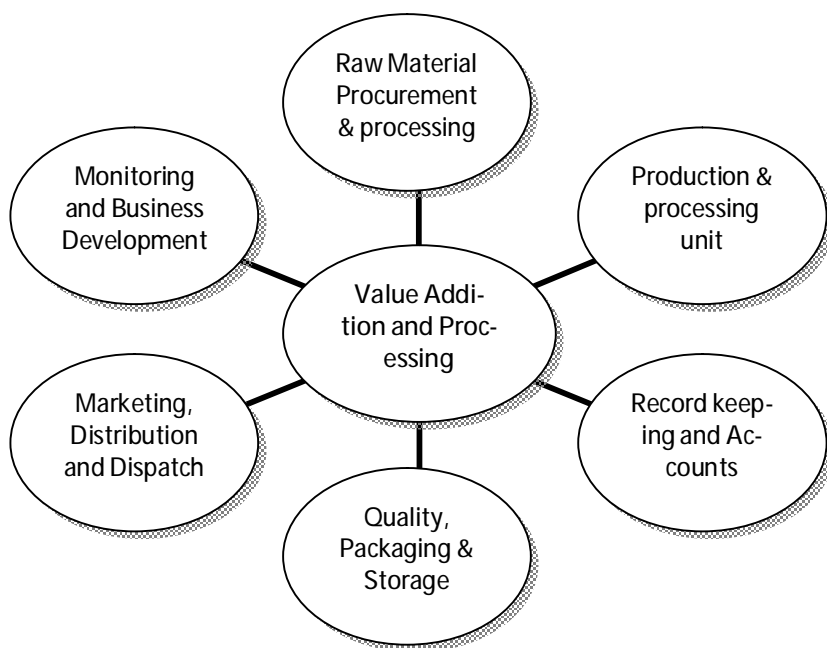 Raw Material
Procurement
& processing
Monitoring
and Business
Development
Production &
processing
unit
Value Addi-
tion and Proc-
essing
Marketing,
Distribution
and Dispatch
Record keep-
ing and Ac-
counts
Quality,
Packaging &
Storage